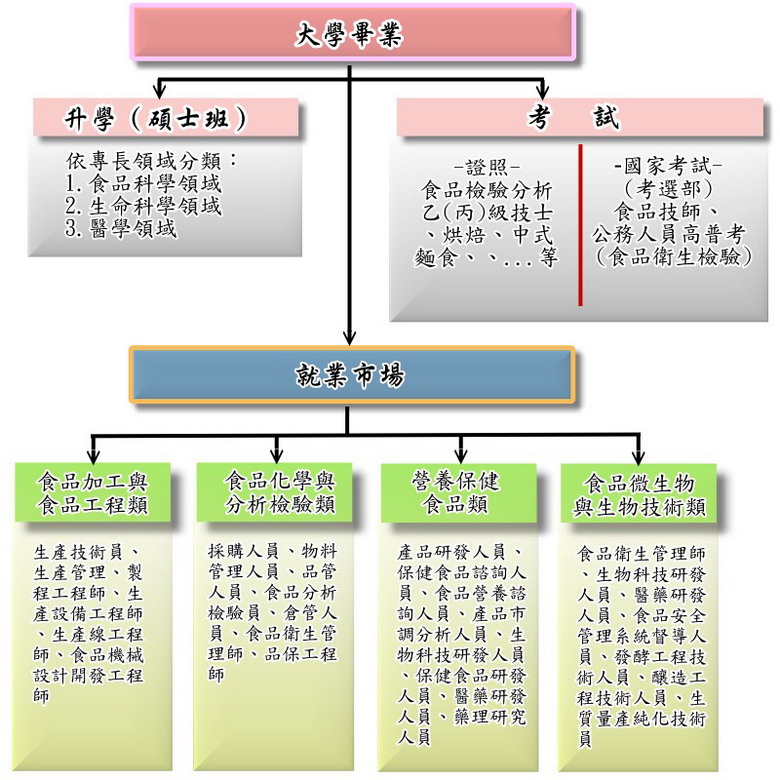 大學畢業
升學（碩士班）
依專長領域分類：
1.食品科學領域
2.生命科學領域
3.醫學領域
考　試
-證照-
食品檢驗分析
乙(丙)級技士
、烘焙、中式
麵食、、...等
-國家考試-
(考選部)
食品技師、
公務人員高普考
(食品衛生檢驗)
就業市場
食品加工與
食品工程類
生產技術員、
生產管理、製
程工程師、生
產設備工程師
、生產線工程
師、食品機械
設計開發工程
師
食品化學與
分析檢驗類
採購人員、物料
管理人員、品管
人員、食品分析
檢驗員、倉管人
員、食品衛生管
理師、品保工程
師
營養保健
食品類
產品研發人員、
保健食品諮詢人
員、食品營養諮
詢人員、產品市
調分析人員、生
物科技研發人員
、保健食品研發
人員、醫藥研發
人員、藥理研究
人員
食品微生物
與生物技術類
食品衛生管理師
、生物科技研發
人員、醫藥研發
人員、食品安全
管理系統督導人
員、發酵工程技
術人員、釀造工
程技術人員、生
質量產純化技術
員